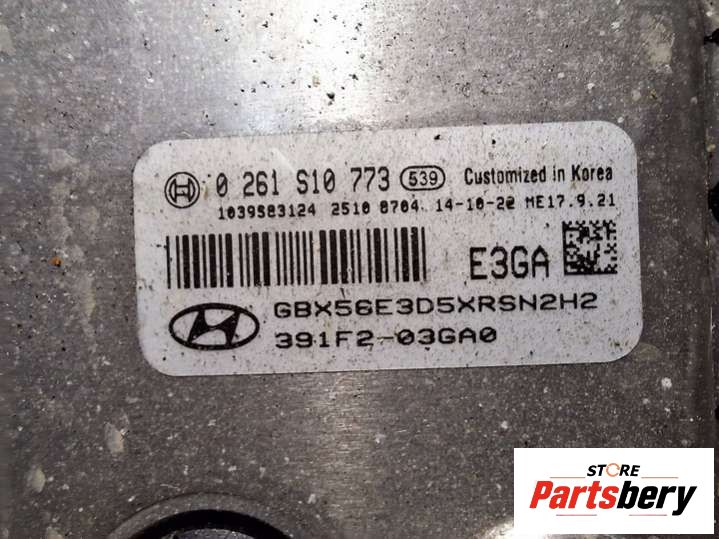 0 261 S10 773 539 Customized in Korea
1039S83124 2510 8704 14-10-22 ME17.9.21
E3GA
GBX56E3D5XRSN2H2
391F2-03GA0
STORE
Partsbery